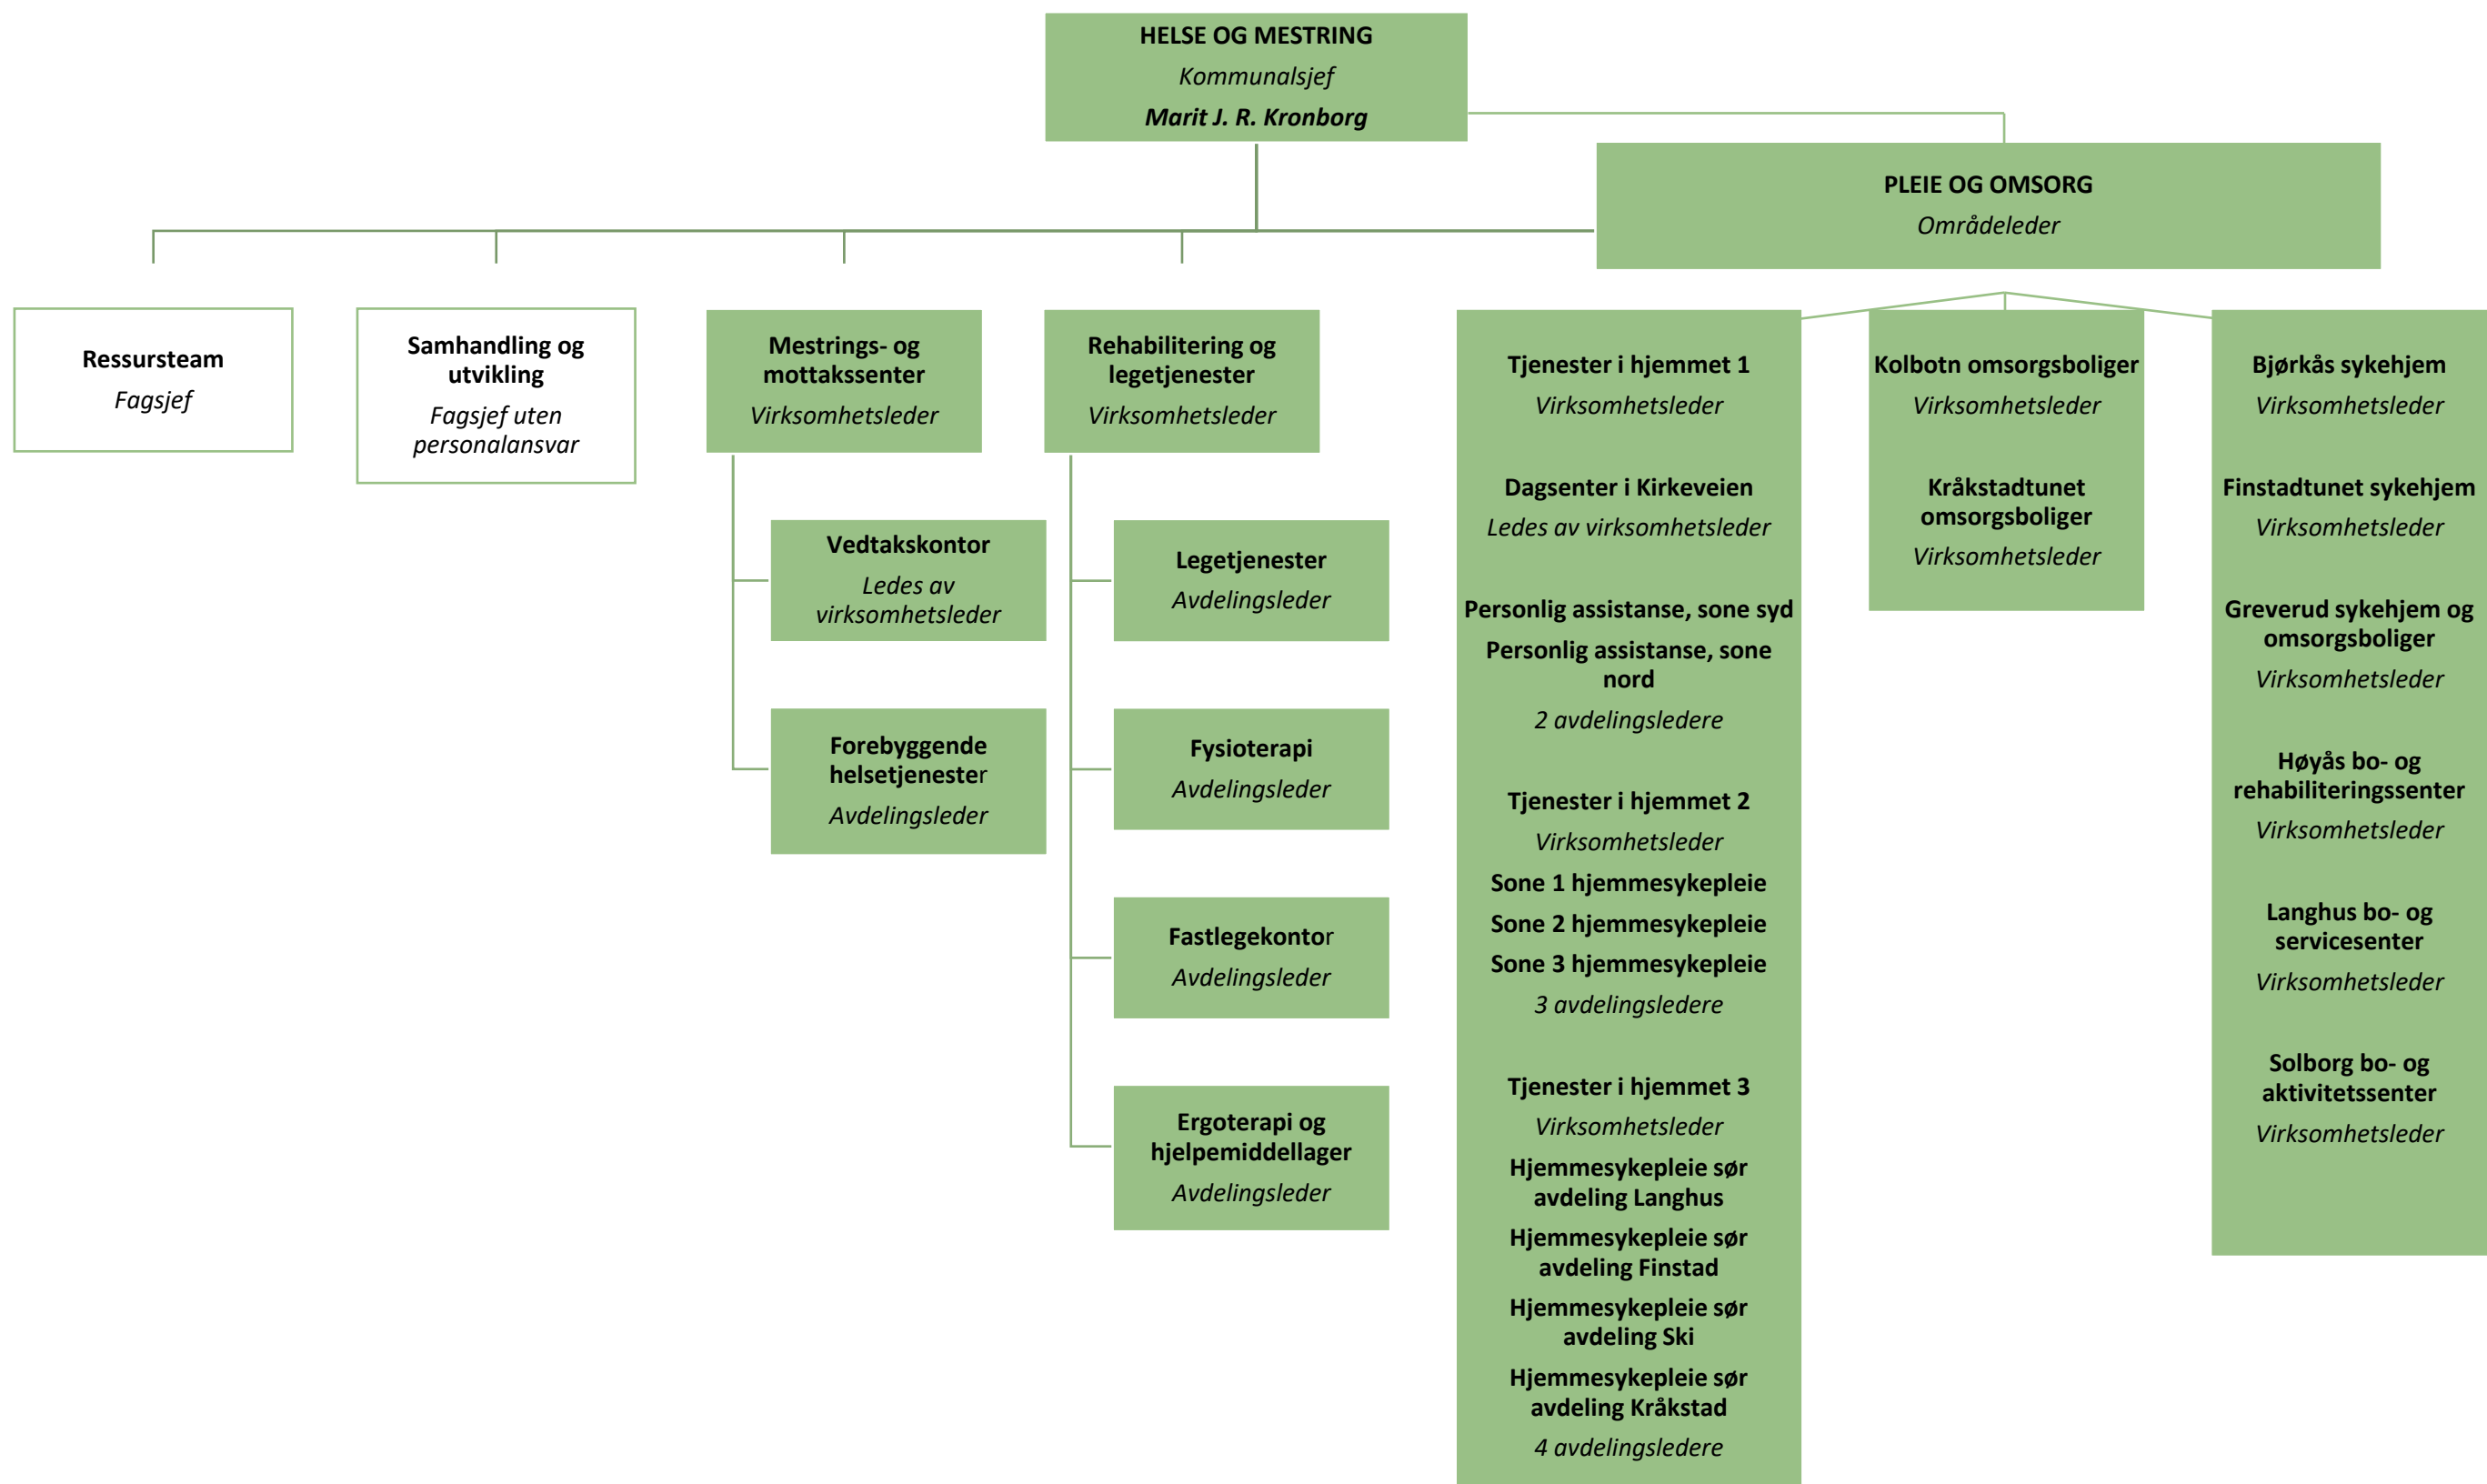 HELSE OG MESTRING
Kommunalsjef
Marit J. R. Kronborg
PLEIE OG OMSORG
Områdeleder
Ressursteam
Fagsjef
Samhandling og
utvikling
Fagsjef uten
personalansvar
Mestrings- og
mottakssenter
Virksomhetsleder
Vedtakskontor
Ledes av
virksomhetsleder
Forebyggende
helsetjenester
Avdelingsleder
Rehabilitering og
legetjenester
Virksomhetsleder
Legetjenester
Avdelingsleder
Fysioterapi
Avdelingsleder
Fastlegekontor
Avdelingsleder
Ergoterapi og
hjelpemiddellager
Avdelingsleder
Tjenester i hjemmet 1
Virksomhetsleder
Dagsenter i Kirkeveien
Ledes av virksomhetsleder
Personlig assistanse, sone syd
Personlig assistanse, sone
nord
2 avdelingsledere
Tjenester i hjemmet 2
Virksomhetsleder
Sone 1 hjemmesykepleie
Sone 2 hjemmesykepleie
Sone 3 hjemmesykepleie
3 avdelingsledere
Tjenester i hjemmet 3
Virksomhetsleder
Hjemmesykepleie sør
avdeling Langhus
Hjemmesykepleie sør
avdeling Finstad
Hjemmesykepleie sør
avdeling Ski
Hjemmesykepleie sør
avdeling Kråkstad
4 avdelingsledere
Kolbotn omsorgsboliger
Virksomhetsleder
Kråkstadtunet
omsorgsboliger
Virksomhetsleder
Bjørkås sykehjem
Virksomhetsleder
Finstadtunet sykehjem
Virksomhetsleder
Greverud sykehjem og
omsorgsboliger
Virksomhetsleder
Høyås bo- og
rehabiliteringssenter
Virksomhetsleder
Langhus bo- og
servicesenter
Virksomhetsleder
Solborg bo- og
aktivitetssenter
Virksomhetsleder